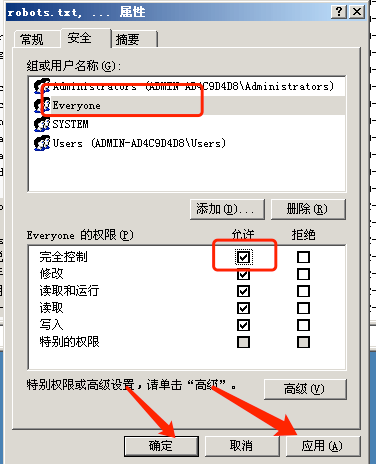 robots.txt, ... 属性
常规 安全 摘要
组或用户名称(G):
Administrators (ADMIN-AD4C9D4D8\Administrators)
Everyone
SYSTEM
Users (ADMIN-AD4C9D4D8\Users)
添加(D)... 删除(R)
Everyone 的权限(P) 允许 拒绝
完全控制
修改
读取和运行
读取
写入
特别的权限
特别权限或高级设置，请单击“高级”。 高级(V)
确定 取消 应用(A)